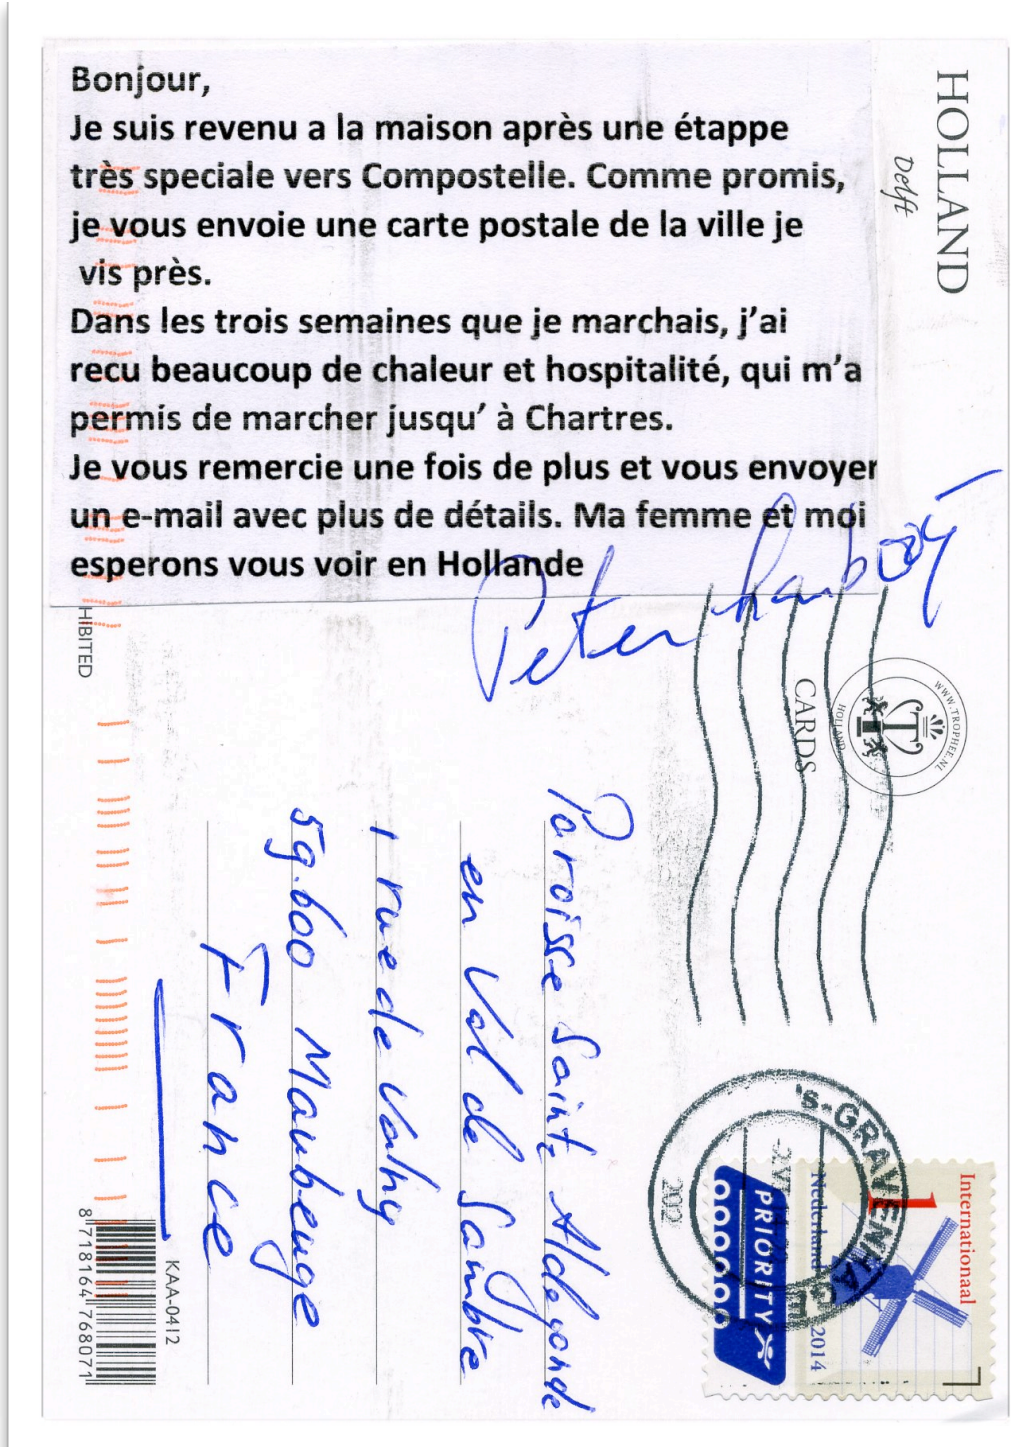 Bonjour,
Je suis revenu a la maison après une étappe
très speciale vers Compostelle. Comme promis,
je vous envoie une carte postale de la ville je
vis près.
Dans les trois semaines que je marchais, j'ai
recu beaucoup de chaleur et hospitalité, qui m'a
permis de marcher jusqu' à Chartres.
Je vous remercie une fois de plus et vous envoyer
un e-mail avec plus de détails. Ma femme et moi
esperons vous voir en Hollande
Peter
HOLLAND
Delft
HIBITED
WWW.TROPHEE.NL
HOLLAND
CARDS
Paroisse Sainte Aldegonde
en Val de Sambre
1 rue de Valmy
59.600 Maubeuge
France
's-GRAVENHAGE
Internationaal
1
Nederland 2014
PRIORITY
KAA-0412
8 718164 768071